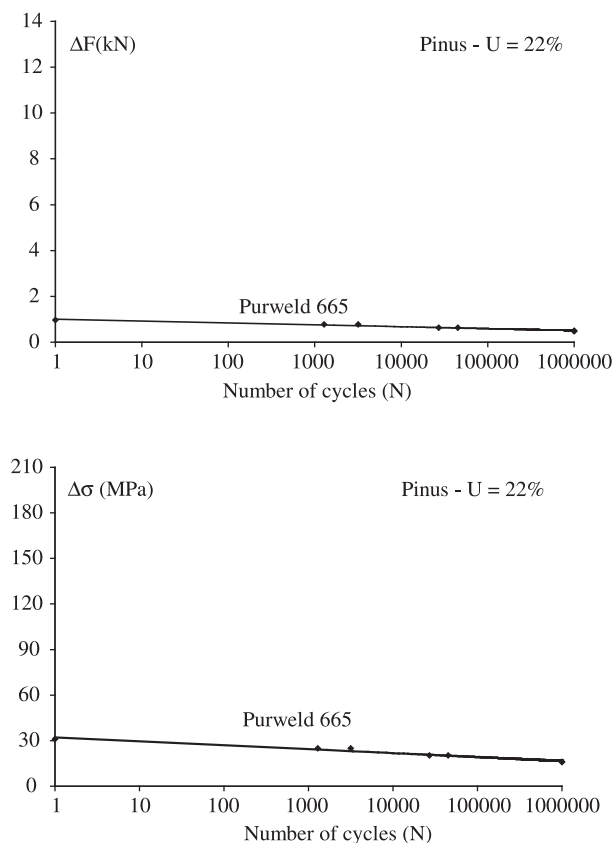 14
ΔF(kN)
Pinus - U = 22%
12
10
8
6
4
2
Purweld 665
0
1 10 100 1000 10000 100000 1000000
Number of cycles (N)
210
Δσ (MPa)
Pinus - U = 22%
180
150
120
90
60
Purweld 665
30
0
1 10 100 1000 10000 100000 1000000
Number of cycles (N)